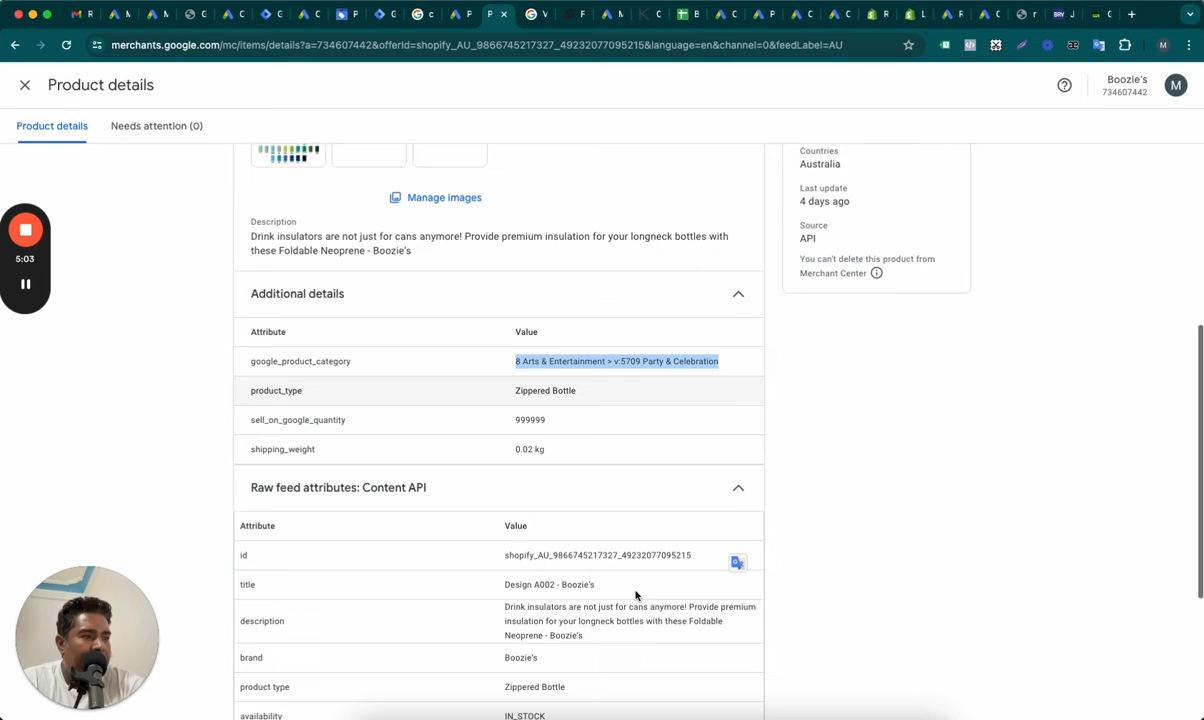 M R
M
M
G
C
G
C
P
G
c
P
P
V
F
M
C
B
C
P
C
C
R
L
R
C
r
BRV J
C
merchants.google.com/mc/items/details?a=734607442&offerId=shopify_AU_9866745217327_49232077095215&language=en&channel=0&feedLabel=AU
M
Product details
Boozie's
734607442
M
Product details
Needs attention (0)
Countries
Australia
Manage images
Last update
4 days ago
Description
Drink insulators are not just for cans anymore! Provide premium insulation for your longneck bottles with
these Foldable Neoprene - Boozie's
Source
API
You can't delete this product from
Merchant Center
5:03
Additional details
Attribute Value
google_product_category 8 Arts & Entertainment > v:5709 Party & Celebration
product_type Zippered Bottle
sell_on_google_quantity 999999
shipping_weight 0.02 kg
Raw feed attributes: Content API
Attribute Value
id shopify_AU_9866745217327_49232077095215
title Design A002 - Boozie's
description Drink insulators are not just for cans anymore! Provide premium
insulation for your longneck bottles with these Foldable
Neoprene - Boozie's
brand Boozie's
product type Zippered Bottle
availability IN_STOCK